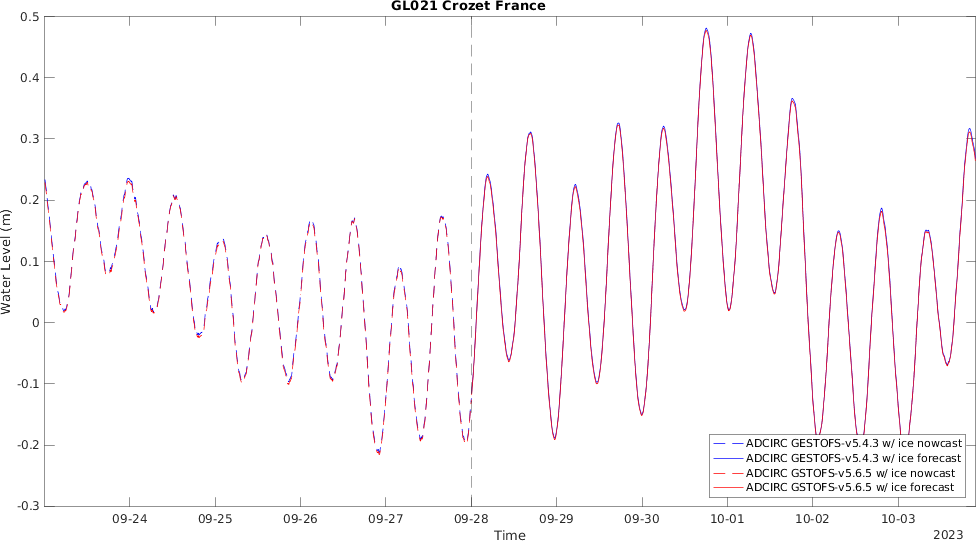 GL021 Crozet France
0.5
0.4
0.3
0.2
0.1
0
-0.1
-0.2
-0.3
Water Level (m)
ADCIRC GESTOFS-v5.4.3 w/ ice nowcast
ADCIRC GESTOFS-v5.4.3 w/ ice forecast
ADCIRC GSTOFS-v5.6.5 w/ ice nowcast
ADCIRC GSTOFS-v5.6.5 w/ ice forecast
09-24 09-25 09-26 09-27 09-28 09-29 09-30 10-01 10-02 10-03
Time
2023